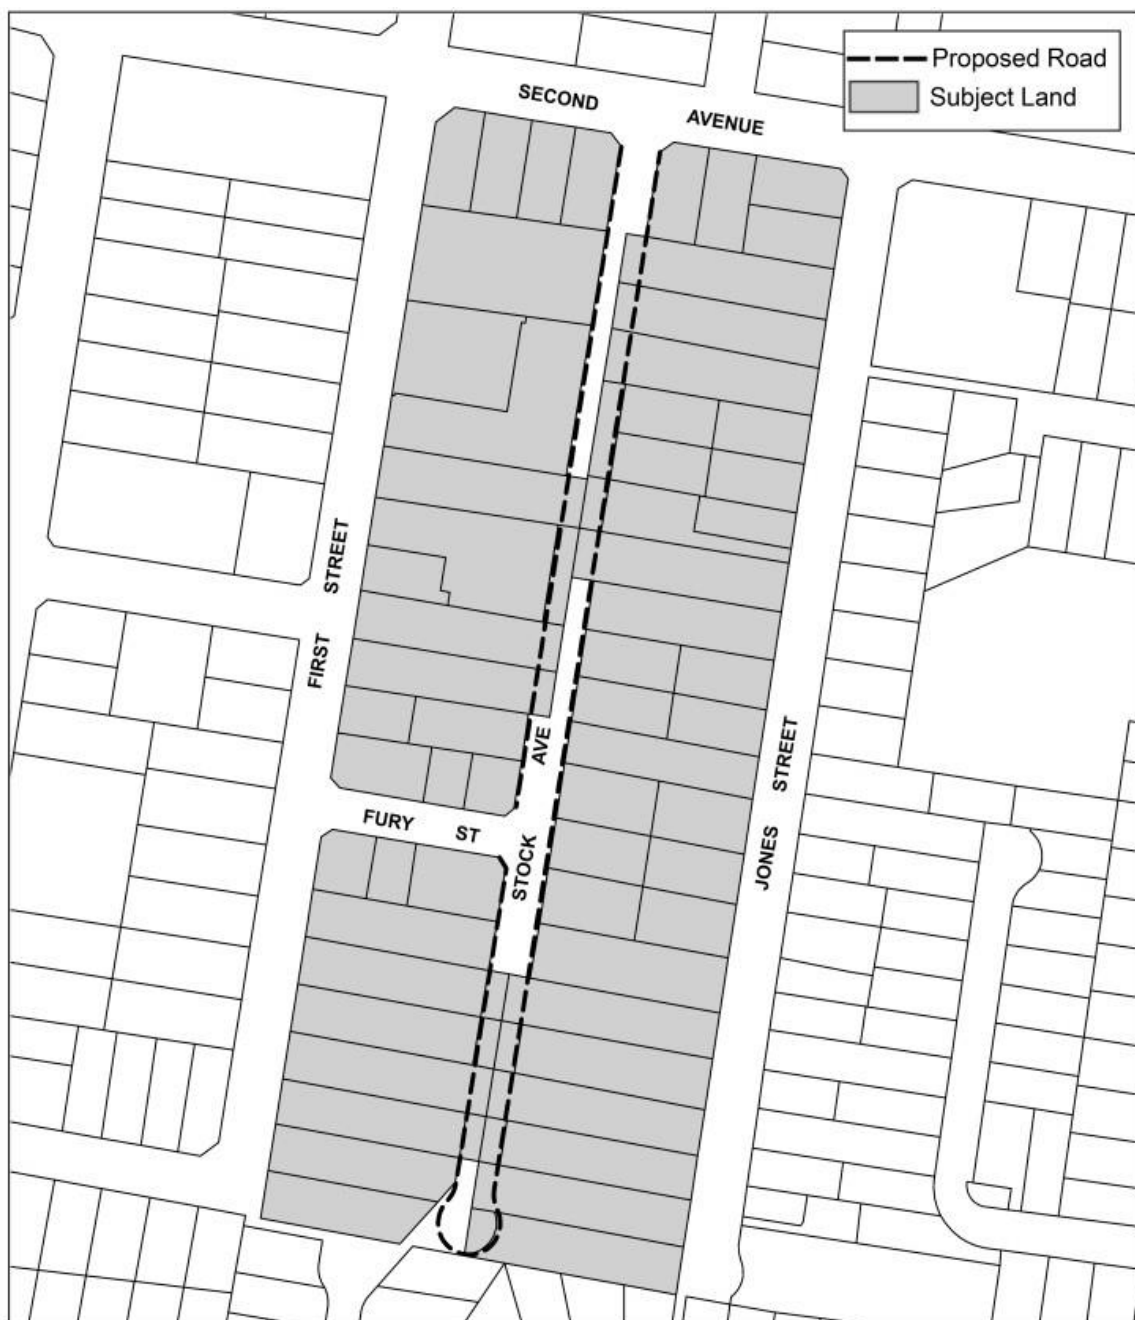 Proposed Road
Subject Land
SECOND AVENUE
FIRST STREET
STOCK AVE
JONES STREET
FURY ST